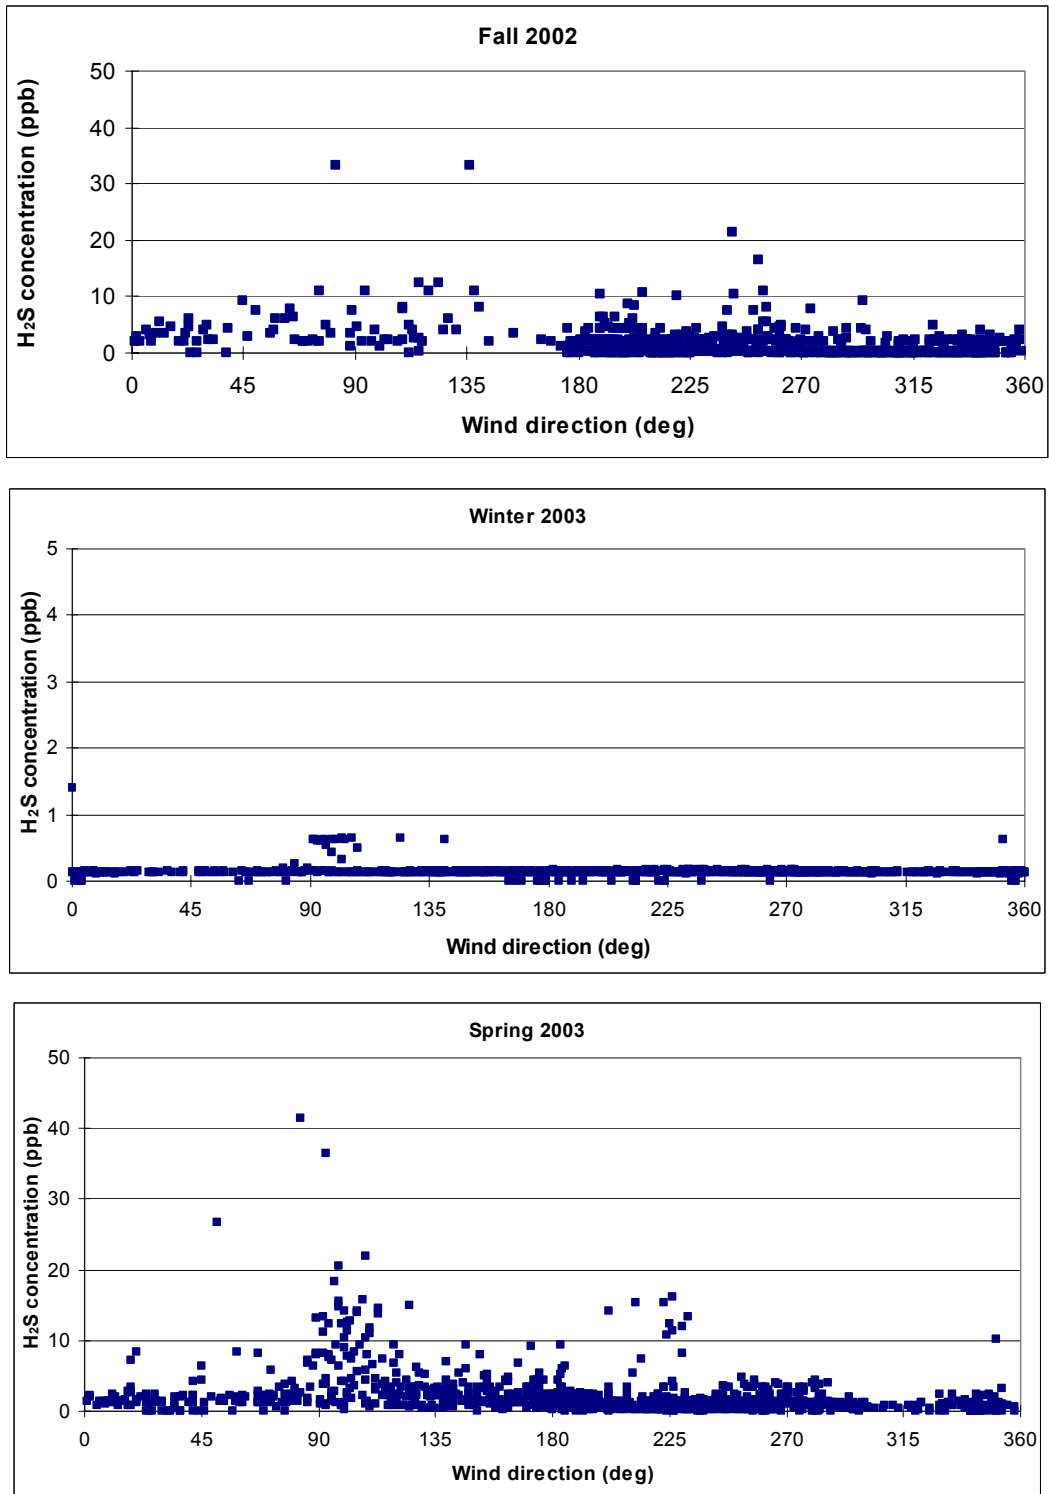 Fall 2002
H2S concentration (ppb)
50
40
30
20
10
0
0 45 90 135 180 225 270 315 360
Wind direction (deg)
Winter 2003
H2S concentration (ppb)
5
4
3
2
1
0
0 45 90 135 180 225 270 315 360
Wind direction (deg)
Spring 2003
H2S concentration (ppb)
50
40
30
20
10
0
0 45 90 135 180 225 270 315 360
Wind direction (deg)